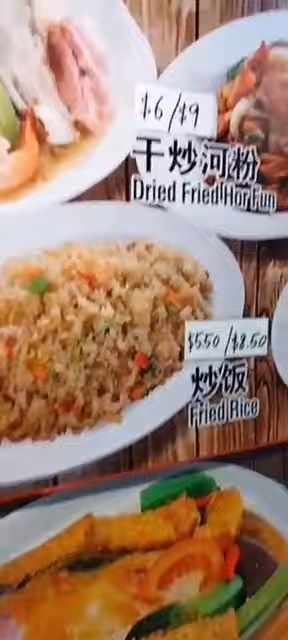 $6/$9
干炒河粉
Dried Fried Hor Fun
$5.50/$8.50
炒饭
Fried Rice